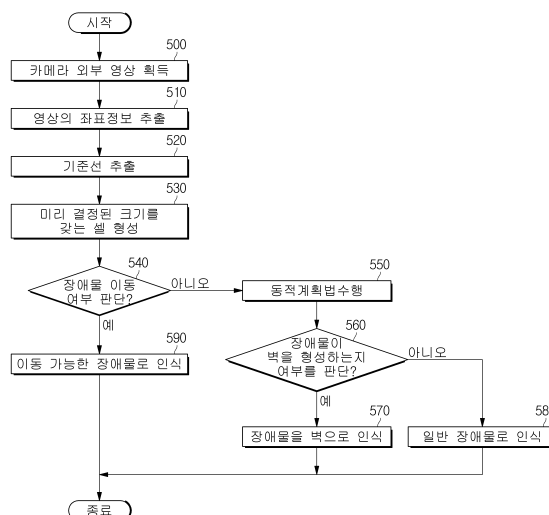 시작
500
카메라 외부 영상 획득
510
영상의 좌표정보 추출
520
기준선 추출
530
미리 결정된 크기를
갖는 셀 형성
540
장애물 이동
여부 판단?
아니오
예
550
동적계획법수행
560
장애물이
벽을 형성하는지
여부를 판단?
아니오
예
590
이동 가능한 장애물로 인식
570
장애물을 벽으로 인식
58
일반 장애물로 인식
종료